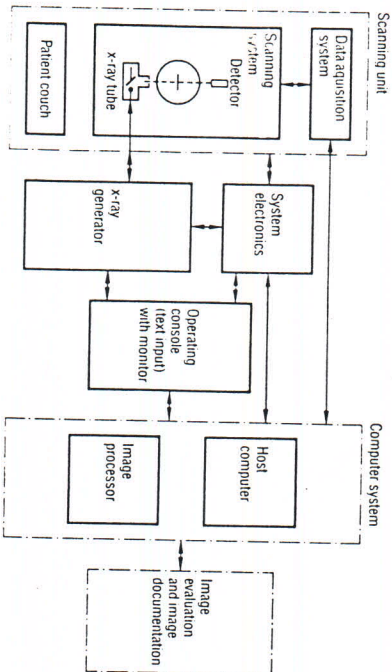 Scanning unit
Data aquisition
system
Scanning
system
Detector
x-ray tube
Patient couch
System
electronics
x-ray
generator
Operating
console
(text input)
with monitor
Computer system
Host
computer
Image
processor
Image
evaluation
and image
documentation